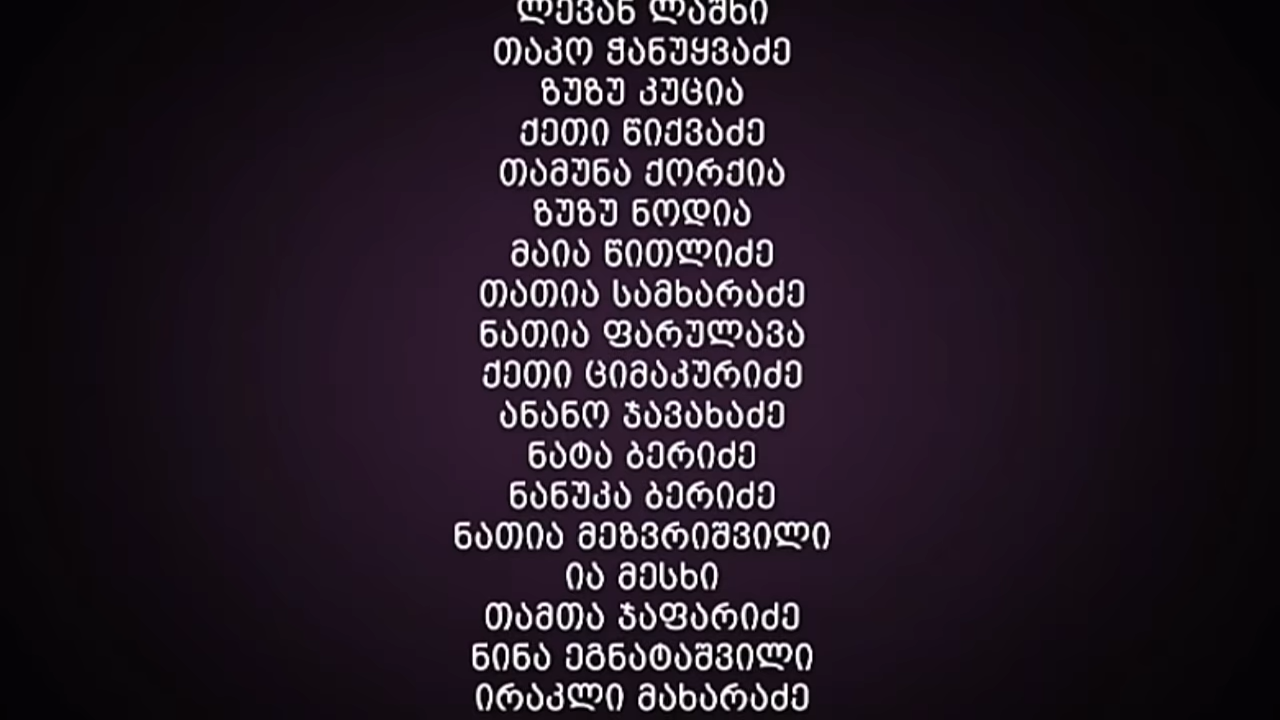 ლევან ლაშხი
თაკო ჭანუყვაძე
ზუზუ კუცია
ქეთი წიქვაძე
თამუნა ქორქია
ზუზუ ნოდია
მაია წითლიძე
თათია სამხარაძე
ნათია ფარულავა
ქეთი ციმაკურიძე
ანანო ჯავახაძე
ნატა ბერიძე
ნანუკა ბერიძე
ნათია მეზვრიშვილი
ია მესხი
თამთა ჯაფარიძე
ნინა ეგნატაშვილი
ირაკლი მახარაძე